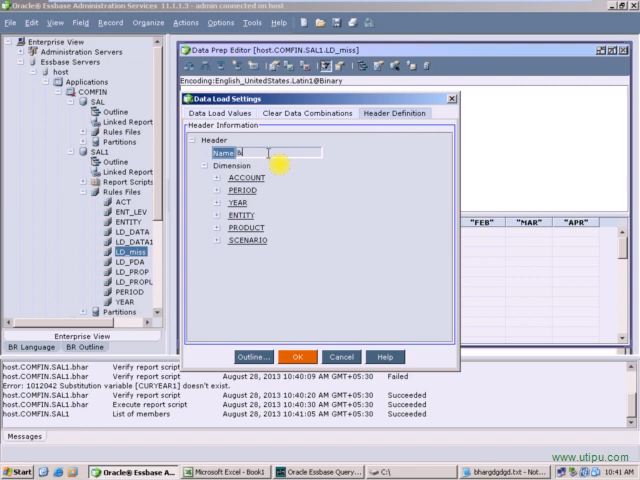 Oracle® Essbase Administration Services 11.1.1.3 - admin connected on host
File Edit View Field Record Organize Actions Options Tools Help
Enterprise View
Administration Servers
Essbase Servers
host
Applications
COMFIN
SAL
Outline
Linked Report
Rules Files
Partitions
SAL1
Outline
Linked Report
Report Scripts
Rules Files
ACT
ENT_LEV
ENTITY
LD_DATA
LD_DATA1
LD_miss
LD_PDA
LD_PROP
LD_PROPL
PERIOD
YEAR
Partitions
Enterprise View
BR Language BR Outline
Data Prep Editor [host.COMFIN.SAL1.LD_miss]
Encoding:English_UnitedStates.Latin1@Binary
"FEB" "MAR" "APR"
Data Load Settings
Data Load Values Clear Data Combinations Header Definition
Header Information
Header
Name &
Dimension
ACCOUNT
PERIOD
YEAR
ENTITY
PRODUCT
SCENARIO
Outline... OK Cancel Help
host.COMFIN.SAL1.bhar Verify report script August 28, 2013 10:40:09 AM GMT+05:30 Failed
Error: 1012042 Substitution variable [CURYEAR1] doesn't exist.
host.COMFIN.SAL1.bhar Verify report script August 28, 2013 10:40:20 AM GMT+05:30 Succeeded
host.COMFIN.SAL1.bhar Execute report script August 28, 2013 10:40:30 AM GMT+05:30 Succeeded
host.COMFIN.SAL1 List of members August 28, 2013 10:41:05 AM GMT+05:30 Succeeded
Messages
www.utipu.com
Start Oracle® Essbase A... Microsoft Excel - Book1 Oracle Essbase Query... C:\ bhargdgdgd.txt - Not... 10:41 AM